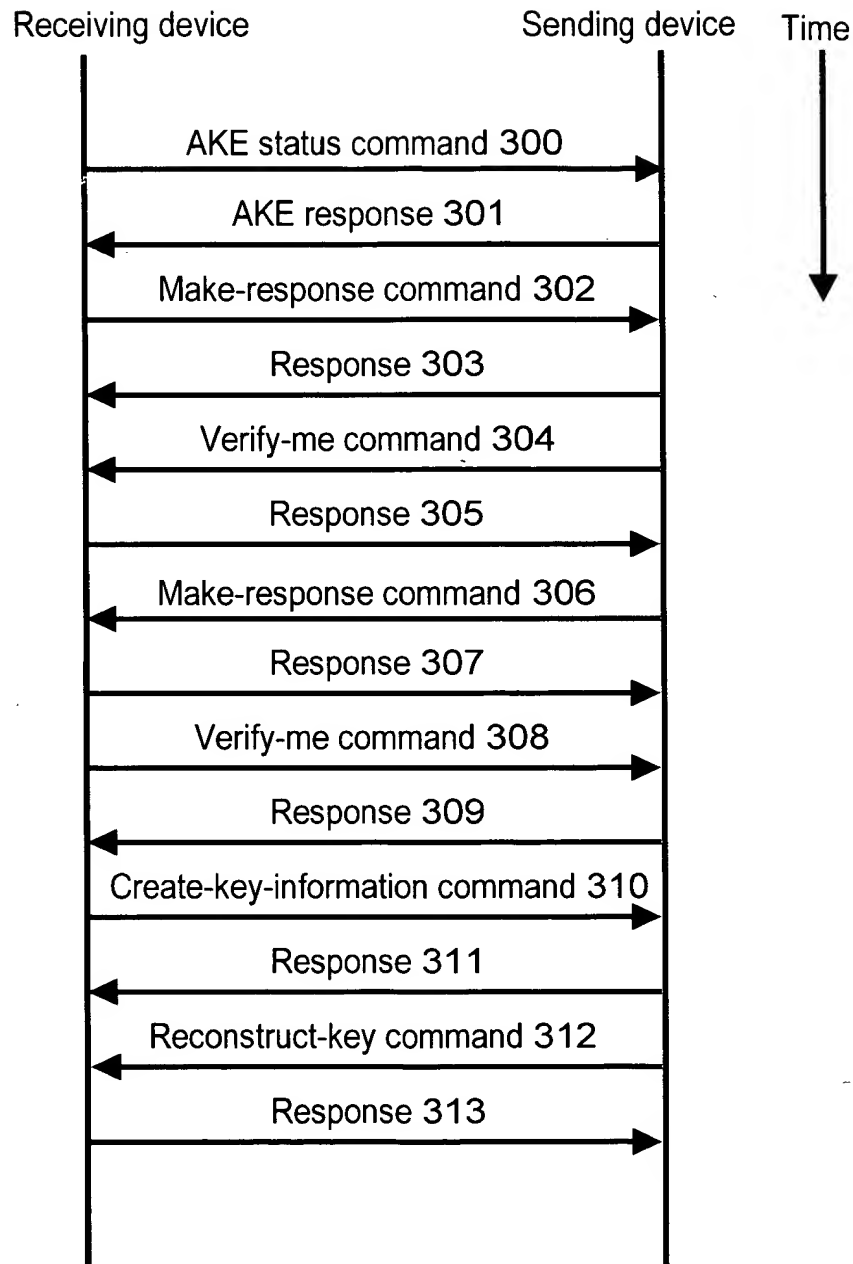 Receiving device Sending device Time
AKE status command 300
AKE response 301
Make-response command 302
Response 303
Verify-me command 304
Response 305
Make-response command 306
Response 307
Verify-me command 308
Response 309
Create-key-information command 310
Response 311
Reconstruct-key command 312
Response 313